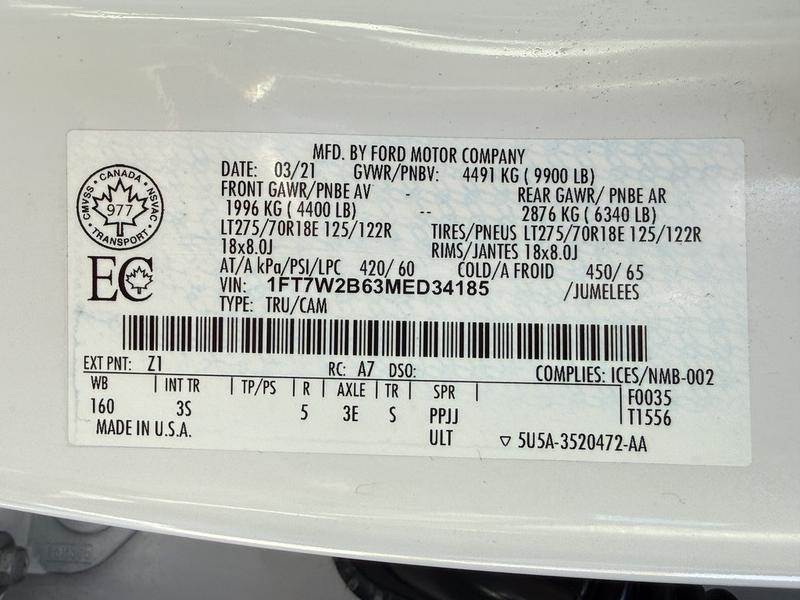 MFD. BY FORD MOTOR COMPANY
DATE: 03/21 GVWR/PNBV: 4491 KG ( 9900 LB)
FRONT GAWR/PNBE AV - REAR GAWR/ PNBE AR
1996 KG ( 4400 LB) -- 2876 KG ( 6340 LB)
LT275/70R18E 125/122R TIRES/PNEUS LT275/70R18E 125/122R
18x8.0J RIMS/JANTES 18x8.0J
AT/A kPa/PSI/LPC 420/ 60 COLD/A FROID 450/ 65
VIN: 1FT7W2B63MED34185 /JUMELEES
TYPE: TRU/CAM
CANADA
CMVSS
NSVAC
977
TRANSPORT
EC
EXT PNT: Z1 RC: A7 DSO: COMPLIES: ICES/NMB-002
WB | INT TR | TP/PS | R | AXLE | TR | SPR | F0035
160 3S 5 3E S PPJJ T1556
MADE IN U.S.A. ULT ▽ 5U5A-3520472-AA